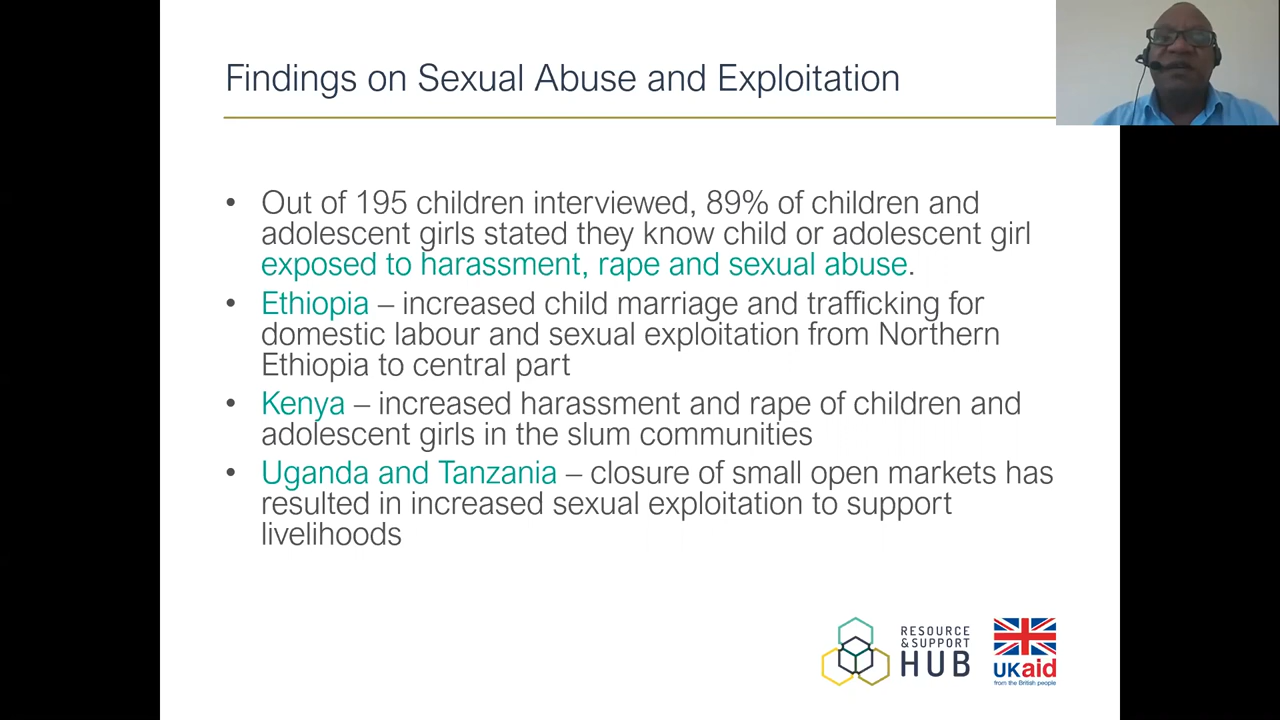 Findings on Sexual Abuse and Exploitation
• Out of 195 children interviewed, 89% of children and
adolescent girls stated they know child or adolescent girl
exposed to harassment, rape and sexual abuse.
• Ethiopia – increased child marriage and trafficking for
domestic labour and sexual exploitation from Northern
Ethiopia to central part
• Kenya – increased harassment and rape of children and
adolescent girls in the slum communities
• Uganda and Tanzania – closure of small open markets has
resulted in increased sexual exploitation to support
livelihoods
RESOURCE
&SUPPORT
HUB
UKaid
from the British people